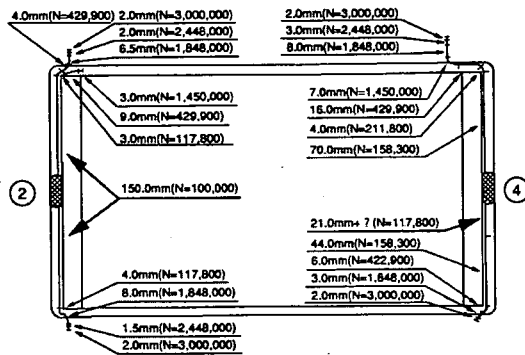 4.0mm(N=429,900)
2.0mm(N=3,000,000)
2.0mm(N=2,448,000)
6.5mm(N=1,848,000)
2.0mm(N=3,000,000)
3.0mm(N=2,448,000)
8.0mm(N=1,848,000)
3.0mm(N=1,450,000)
9.0mm(N=429,900)
3.0mm(N=117,800)
7.0mm(N=1,450,000)
16.0mm(N=429,900)
4.0mm(N=211,800)
70.0mm(N=158,300)
2
150.0mm(N=100,000)
4
21.0mm+ ? (N=117,800)
44.0mm(N=158,300)
6.0mm(N=422,900)
3.0mm(N=1,848,000)
2.0mm(N=3,000,000)
4.0mm(N=117,800)
8.0mm(N=1,848,000)
1.5mm(N=2,448,000)
2.0mm(N=3,000,000)